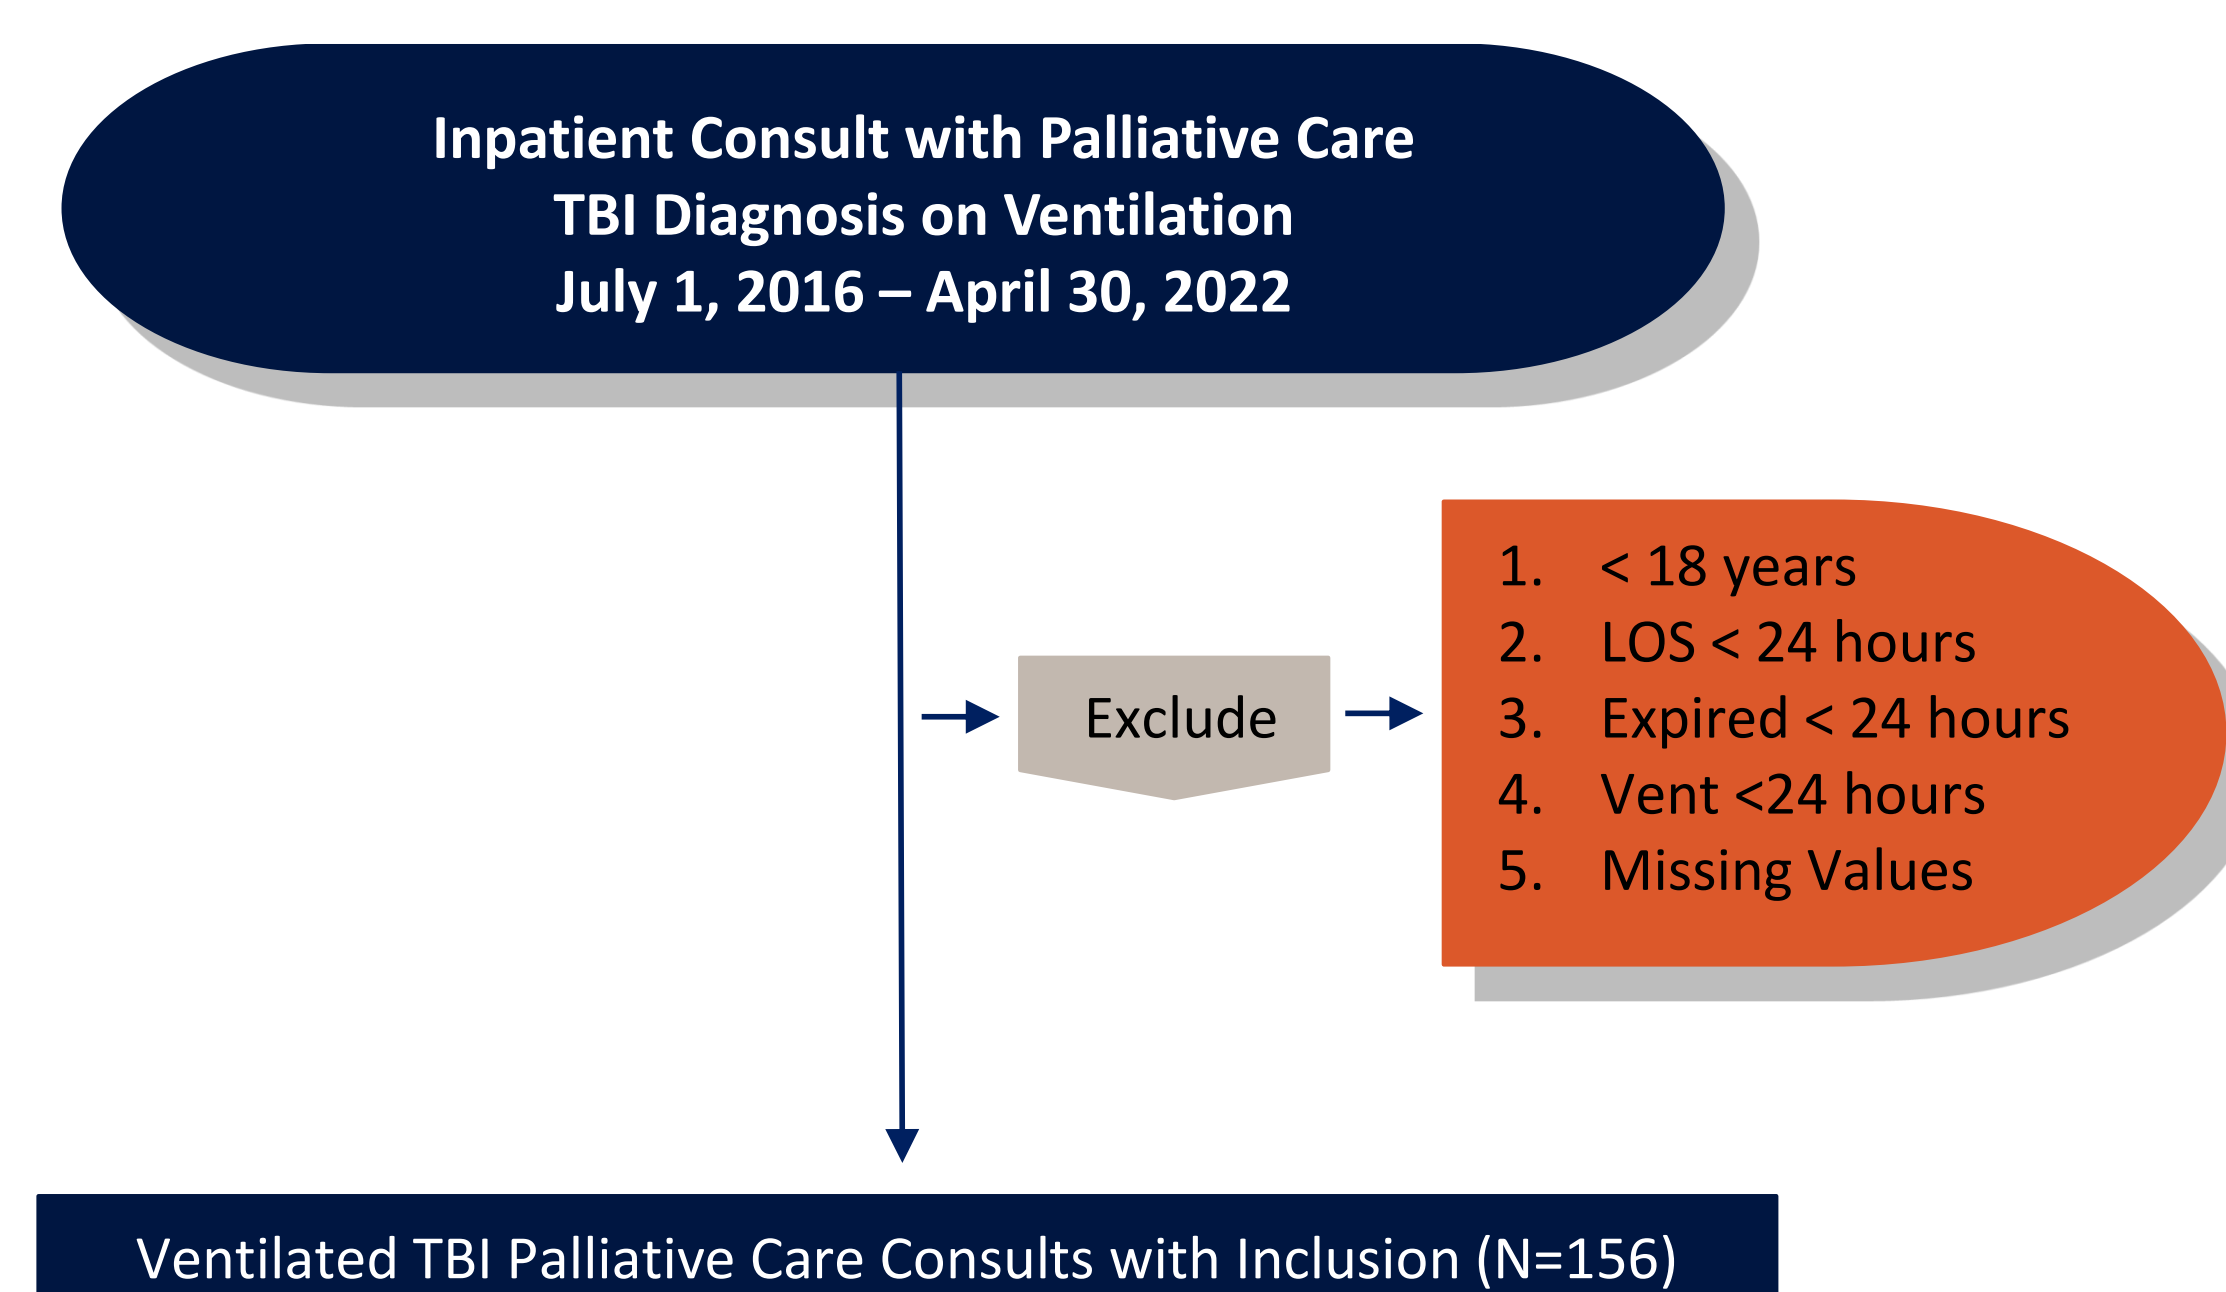 Inpatient Consult with Palliative Care
TBI Diagnosis on Ventilation
July 1, 2016 – April 30, 2022
Exclude
1. < 18 years
2. LOS < 24 hours
3. Expired < 24 hours
4. Vent <24 hours
5. Missing Values
Ventilated TBI Palliative Care Consults with Inclusion (N=156)